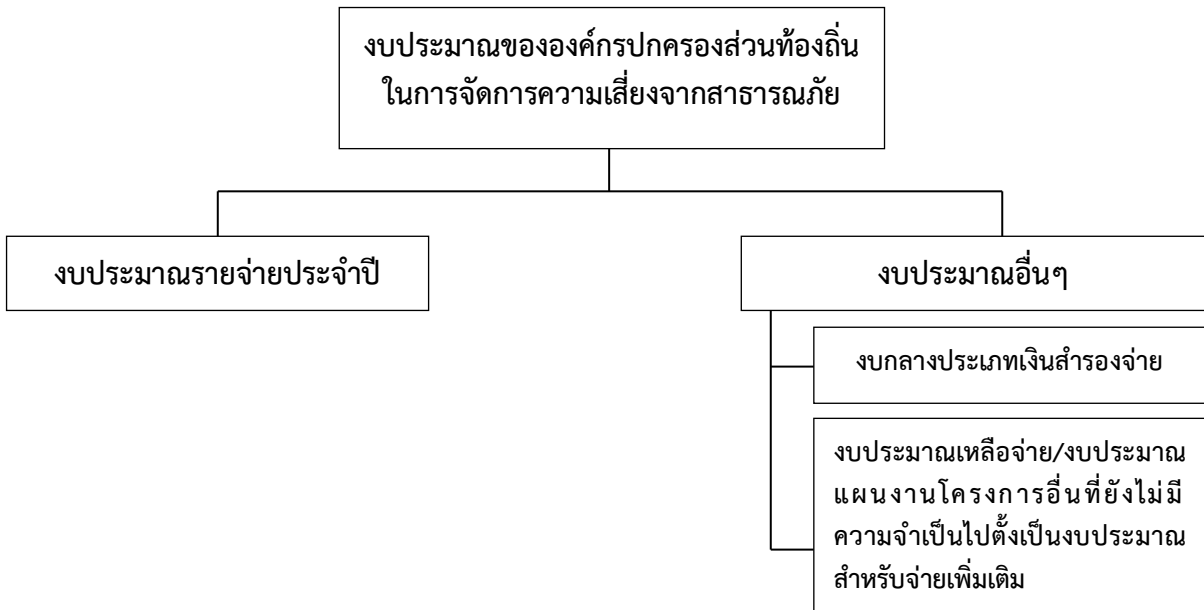 งบประมาณขององค์กรปกครองส่วนท้องถิ่น
ในการจัดการความเสี่ยงจากสาธารณภัย
งบประมาณรายจ่ายประจำปี
งบประมาณอื่นๆ
งบกลางประเภทเงินสำรองจ่าย
งบประมาณเหลือจ่าย/งบประมาณ
แผนงานโครงการอื่นที่ยังไม่มี
ความจำเป็นไปตั้งเป็นงบประมาณ
สำหรับจ่ายเพิ่มเติม